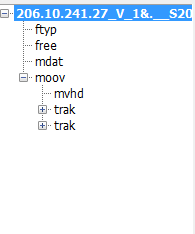 206.10.241.27_V_1&.__S20
ftyp
free
mdat
moov
mvhd
trak
trak